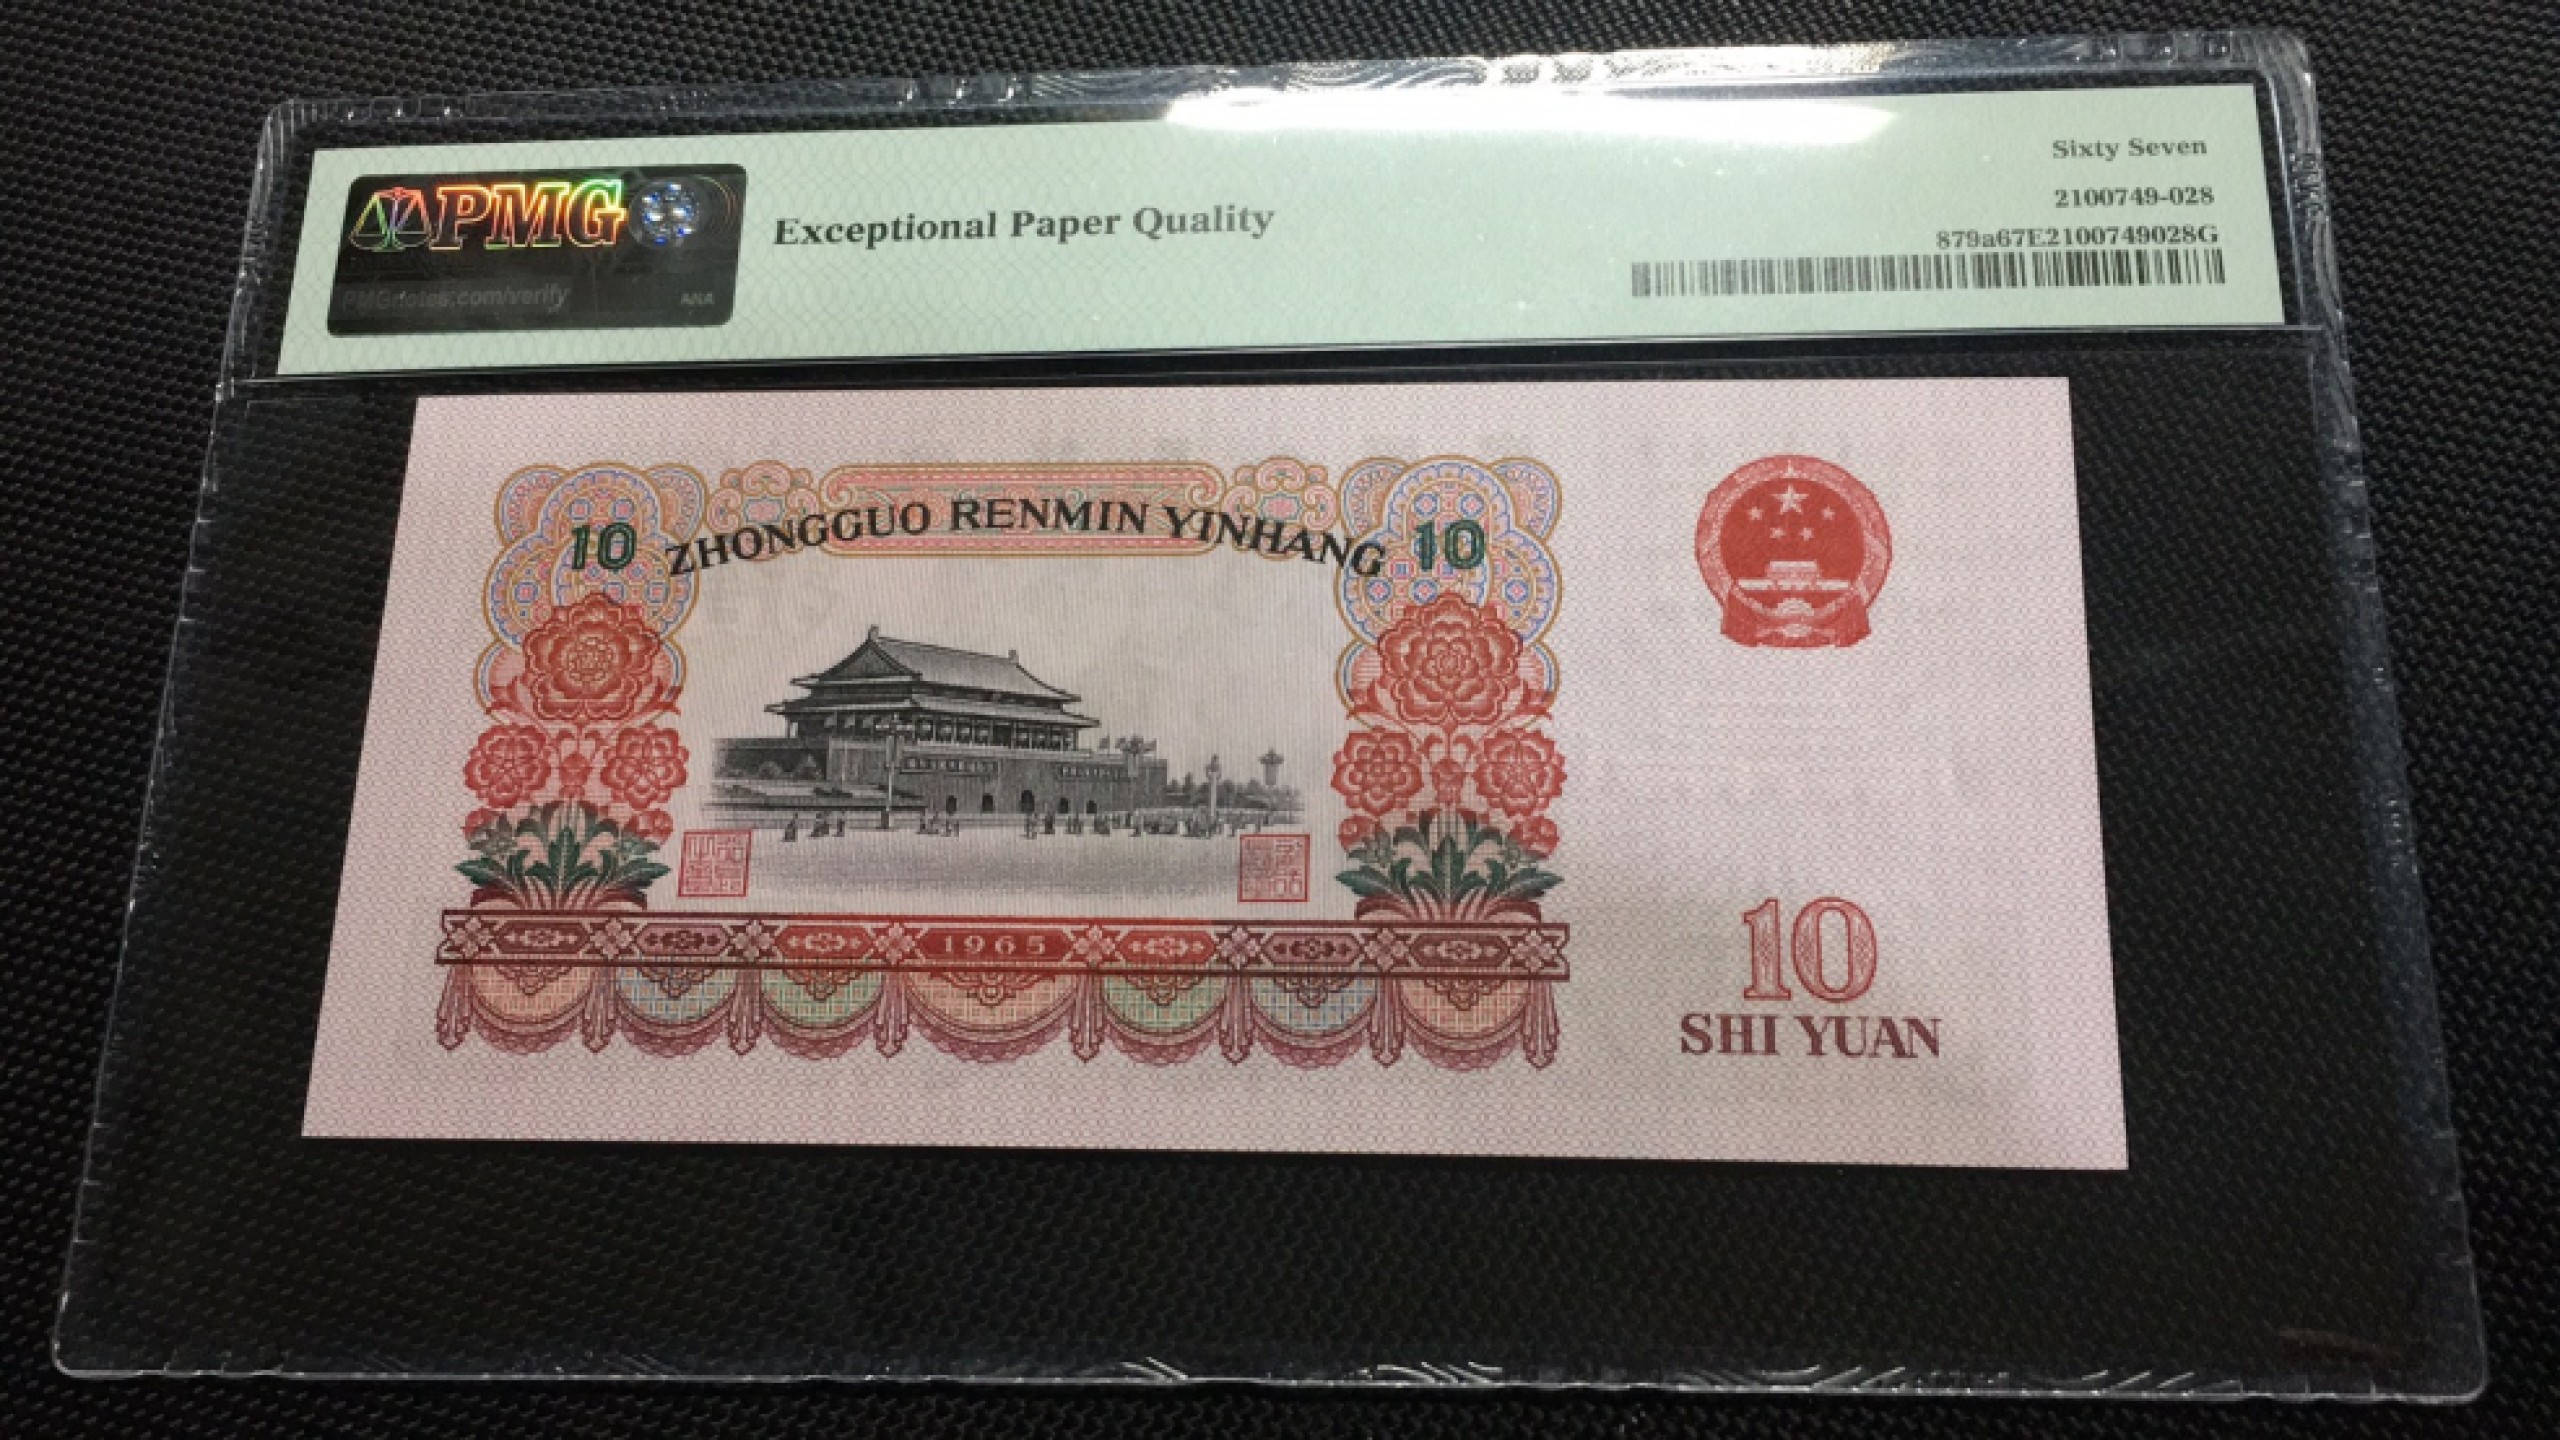 PMG
PMGnotes.com/verify
ANA
Exceptional Paper Quality
Sixty Seven
2100749-028
879a67E2100749028G
10 ZHONGGUO RENMIN YINHANG 10
1965
10
SHI YUAN